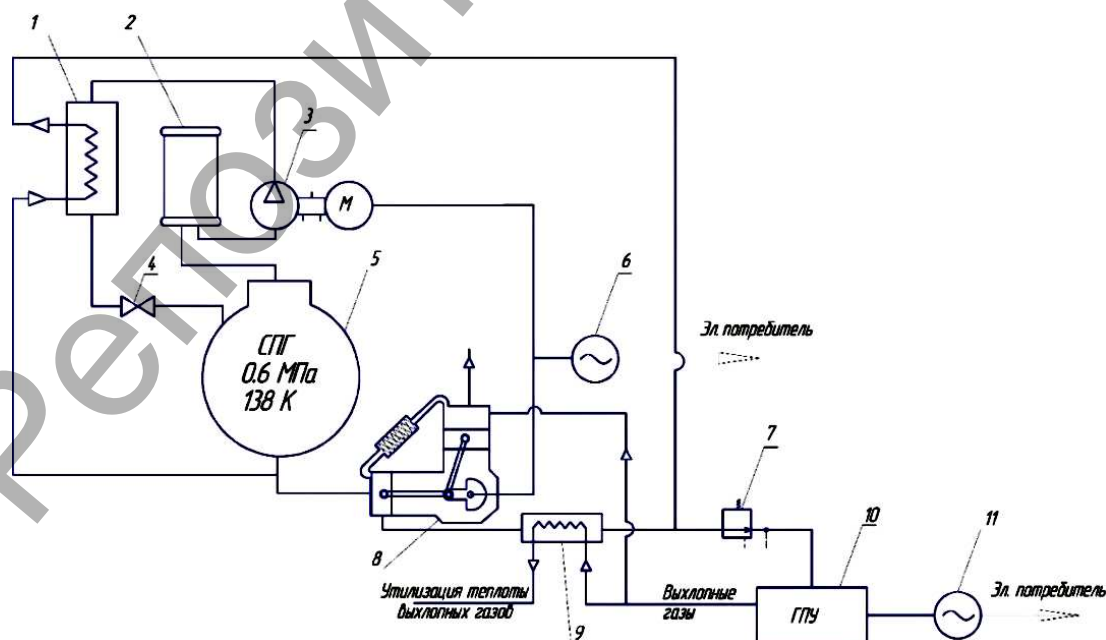 1
2
3
М
4
5
6
СПГ
0.6 МПа
138 К
Эл. потребитель
7
8
Утилизация теплоты
выхлопных газов
9
Выхлопные
газы
10
ГПУ
11
Эл. потребитель
Репози